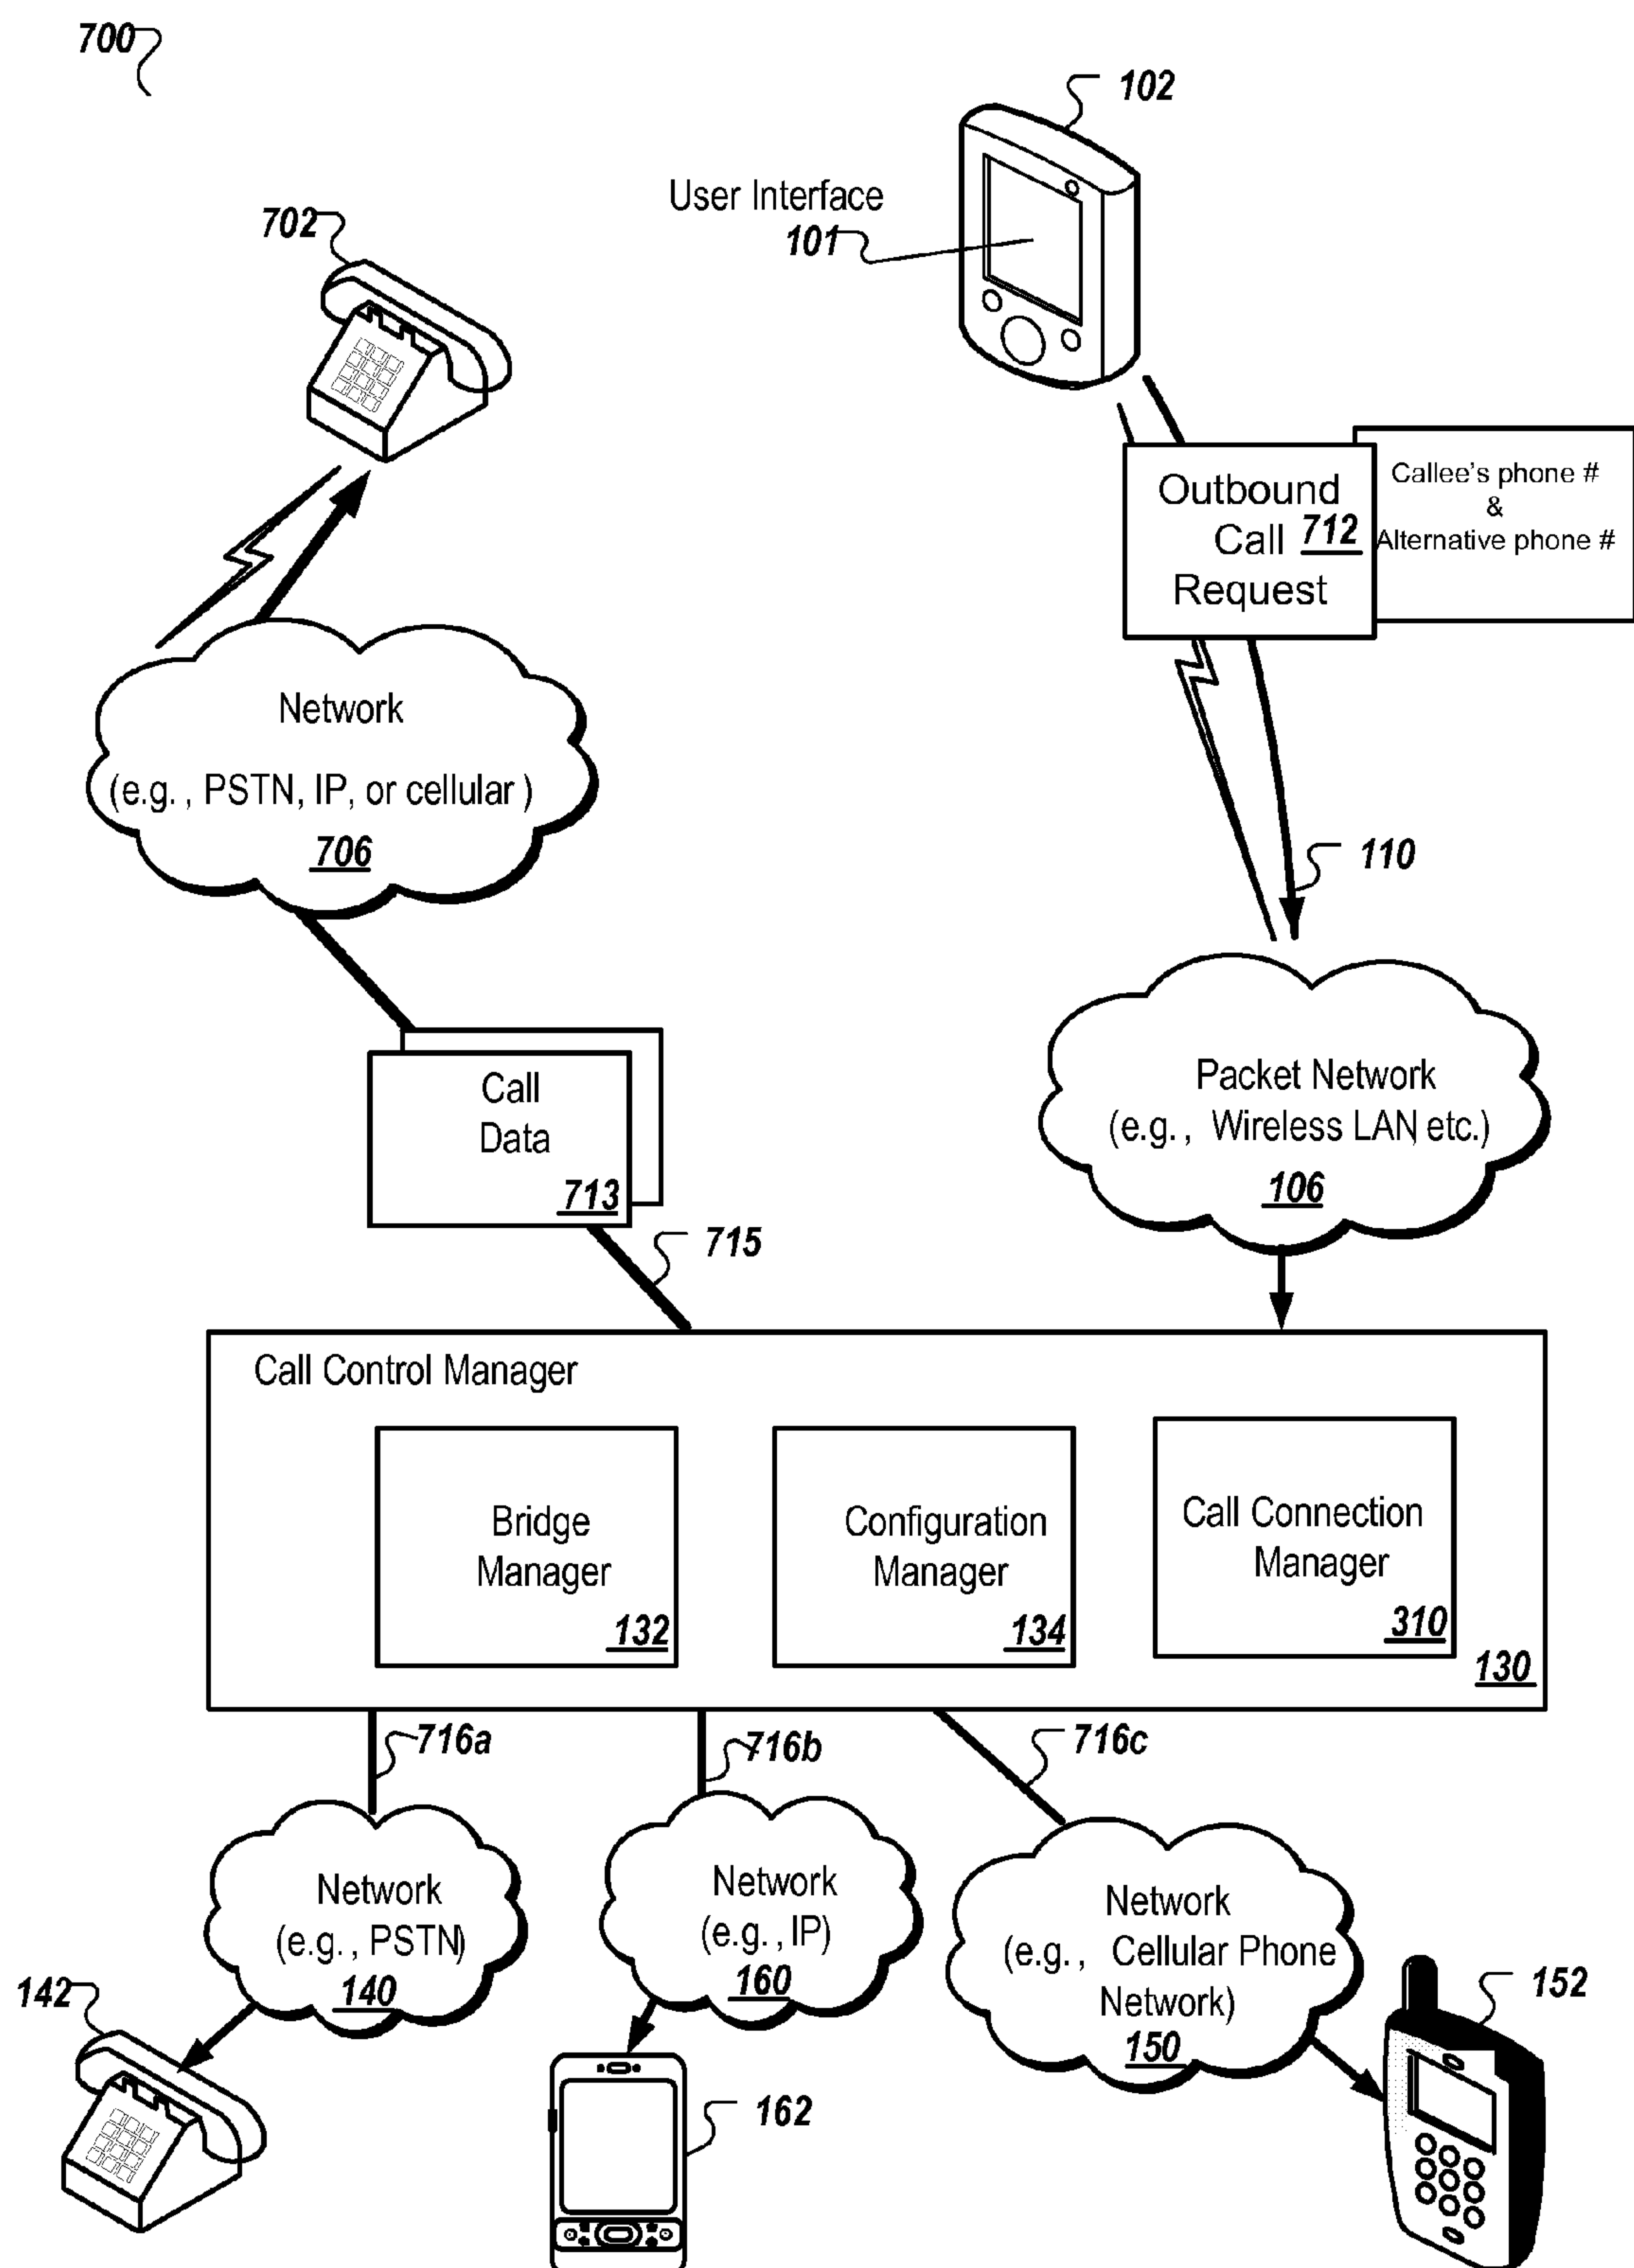 700
102
User Interface
101
702
Outbound
Call 712
Request
Callee's phone #
&
Alternative phone #
Network
(e.g., PSTN, IP, or cellular)
706
110
Packet Network
(e.g., Wireless LAN etc.)
106
Call
Data
713
715
Call Control Manager
Bridge
Manager
132
Configuration
Manager
134
Call Connection
Manager
310
130
716a
716b
716c
Network
(e.g., PSTN)
140
Network
(e.g., IP)
160
Network
(e.g., Cellular Phone
Network)
150
142
162
152